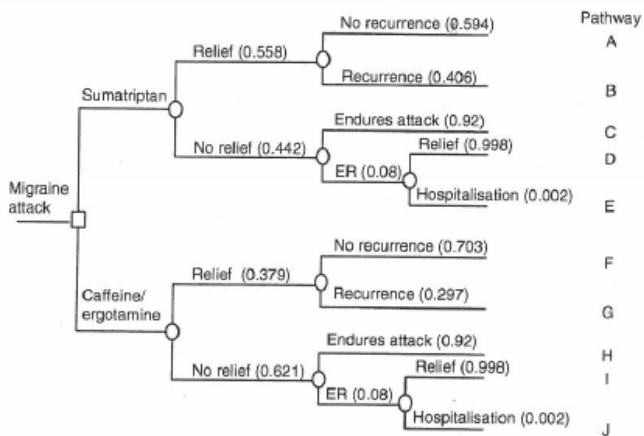 Pathway
No recurrence (0.594)
A
Relief (0.558)
Recurrence (0.406)
B
Sumatriptan
Endures attack (0.92)
C
Relief (0.998)
D
No relief (0.442)
ER (0.08)
Hospitalisation (0.002)
E
Migraine
attack
No recurrence (0.703)
F
Relief (0.379)
Recurrence (0.297)
G
Caffeine/
ergotamine
Endures attack (0.92)
H
Relief (0.998)
I
No relief (0.621)
ER (0.08)
Hospitalisation (0.002)
J